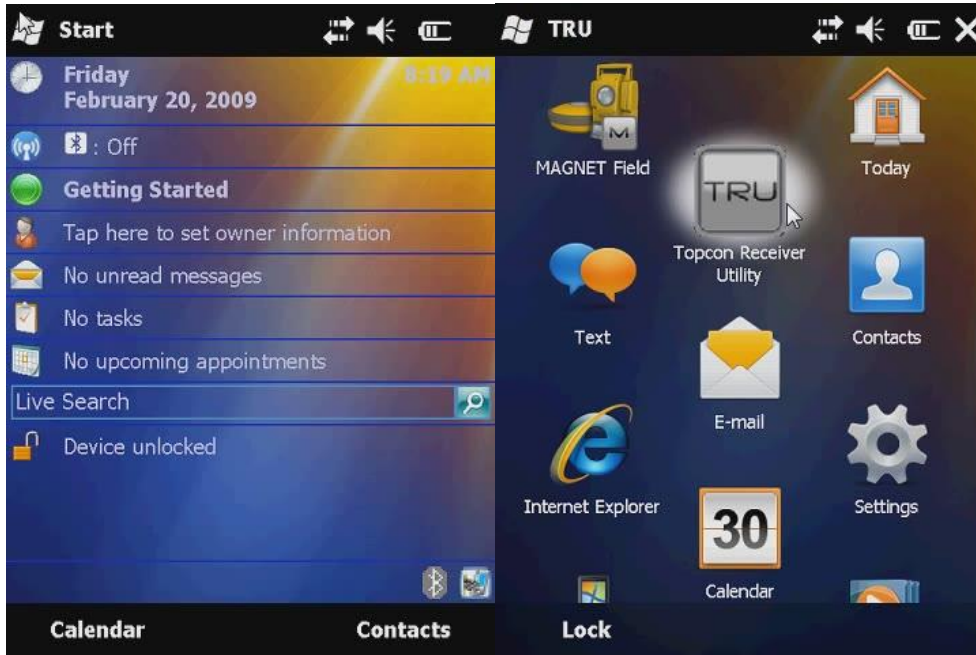 Start
Friday
8:19 AM
February 20, 2009
: Off
Getting Started
Tap here to set owner information
No unread messages
No tasks
No upcoming appointments
Live Search
Device unlocked
Calendar
Contacts
TRU
M
MAGNET Field
TRU
Topcon Receiver
Utility
Today
Text
Contacts
E-mail
Internet Explorer
Settings
30
Calendar
Lock